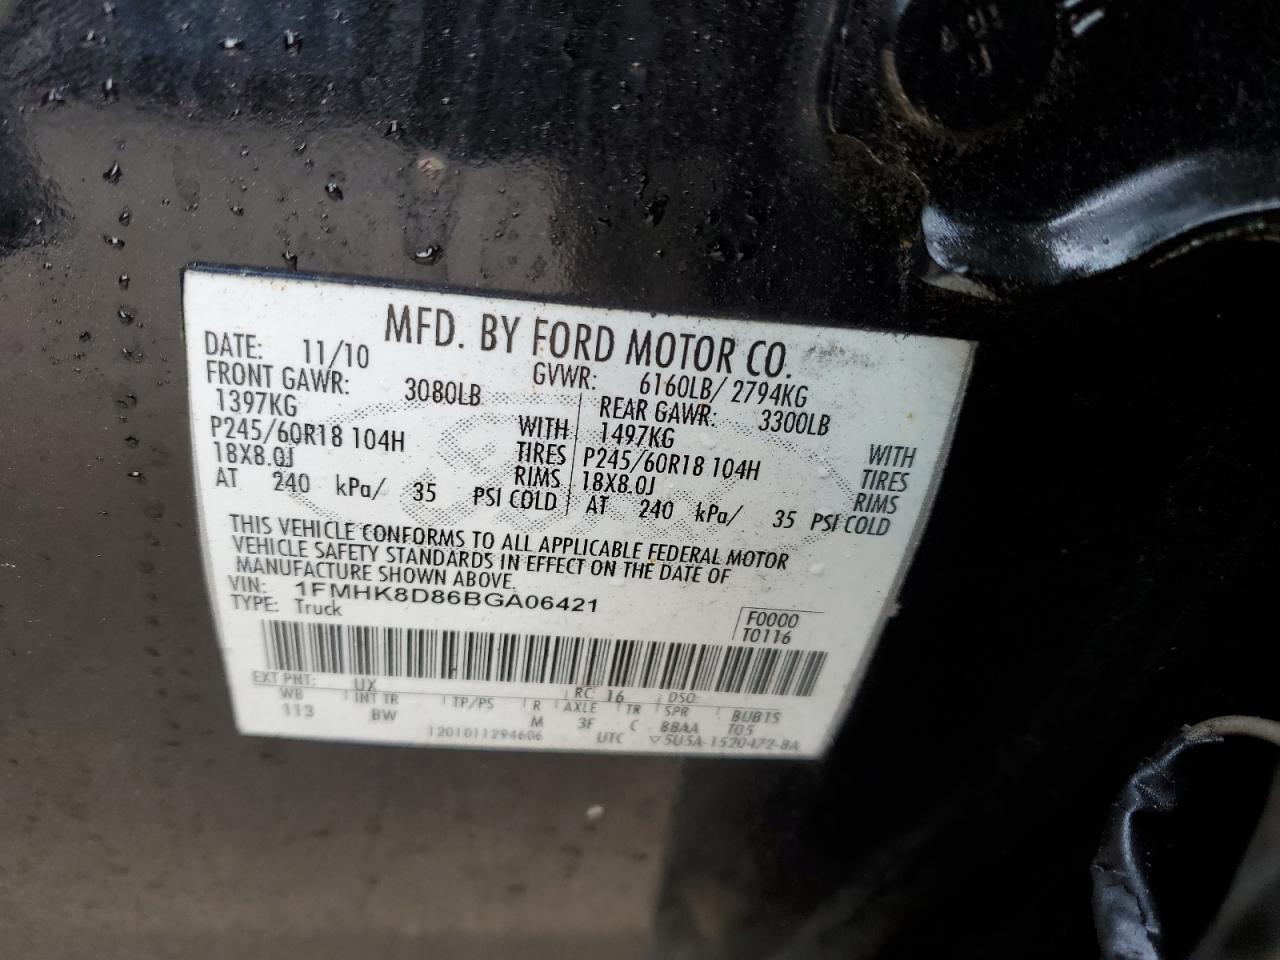 MFD. BY FORD MOTOR CO.
DATE: 11/10 GVWR: 6160LB/ 2794KG
FRONT GAWR: 3080LB REAR GAWR: 3300LB
1397KG WITH 1497KG WITH
P245/60R18 104H TIRES P245/60R18 104H TIRES
18X8.0J RIMS 18X8.0J RIMS
AT 240 kPa/ 35 PSI COLD AT 240 kPa/ 35 PSI COLD
THIS VEHICLE CONFORMS TO ALL APPLICABLE FEDERAL MOTOR
VEHICLE SAFETY STANDARDS IN EFFECT ON THE DATE OF
MANUFACTURE SHOWN ABOVE.
VIN: 1FMHK8D86BGA06421
TYPE: Truck
F0000
T0116
EXT PNT: UX RC: 16 DSO:
WB INT TR TP/PS R AXLE TR SPR BUBTS
113 BW M 3F C BBAA T05
1201011294606 UTC ▽5U5A-1520472-BA